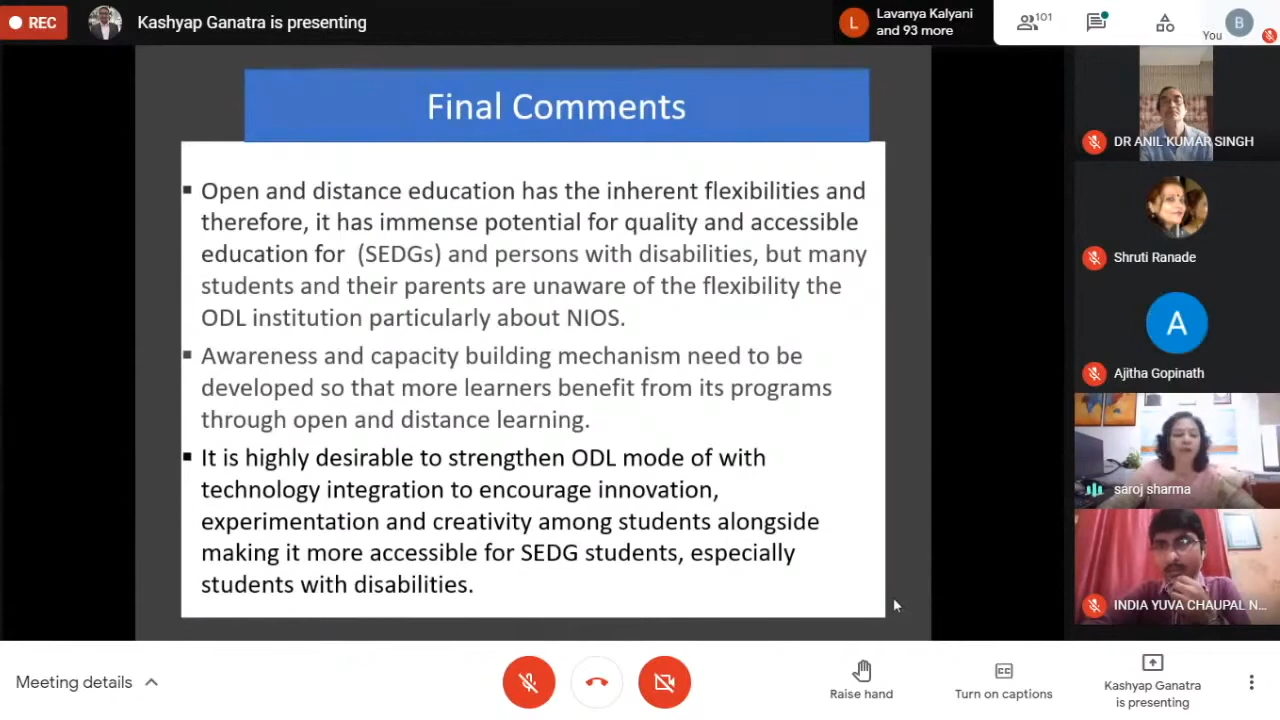 REC
Kashyap Ganatra is presenting
L
Lavanya Kalyani
and 93 more
101
B
You
Final Comments
Open and distance education has the inherent flexibilities and
therefore, it has immense potential for quality and accessible
education for (SEDGs) and persons with disabilities, but many
students and their parents are unaware of the flexibility the
ODL institution particularly about NIOS.
Awareness and capacity building mechanism need to be
developed so that more learners benefit from its programs
through open and distance learning.
It is highly desirable to strengthen ODL mode of with
technology integration to encourage innovation,
experimentation and creativity among students alongside
making it more accessible for SEDG students, especially
students with disabilities.
DR ANIL KUMAR SINGH
Shruti Ranade
A
Ajitha Gopinath
saroj sharma
INDIA YUVA CHAUPAL N...
Meeting details
Raise hand
CC
Turn on captions
Kashyap Ganatra
is presenting